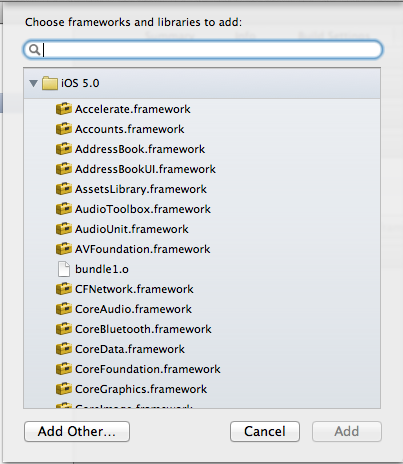 Choose frameworks and libraries to add:
iOS 5.0
Accelerate.framework
Accounts.framework
AddressBook.framework
AddressBookUI.framework
AssetsLibrary.framework
AudioToolbox.framework
AudioUnit.framework
AVFoundation.framework
bundle1.o
CFNetwork.framework
CoreAudio.framework
CoreBluetooth.framework
CoreData.framework
CoreFoundation.framework
CoreGraphics.framework
CoreImage.framework
Add Other...
Cancel
Add